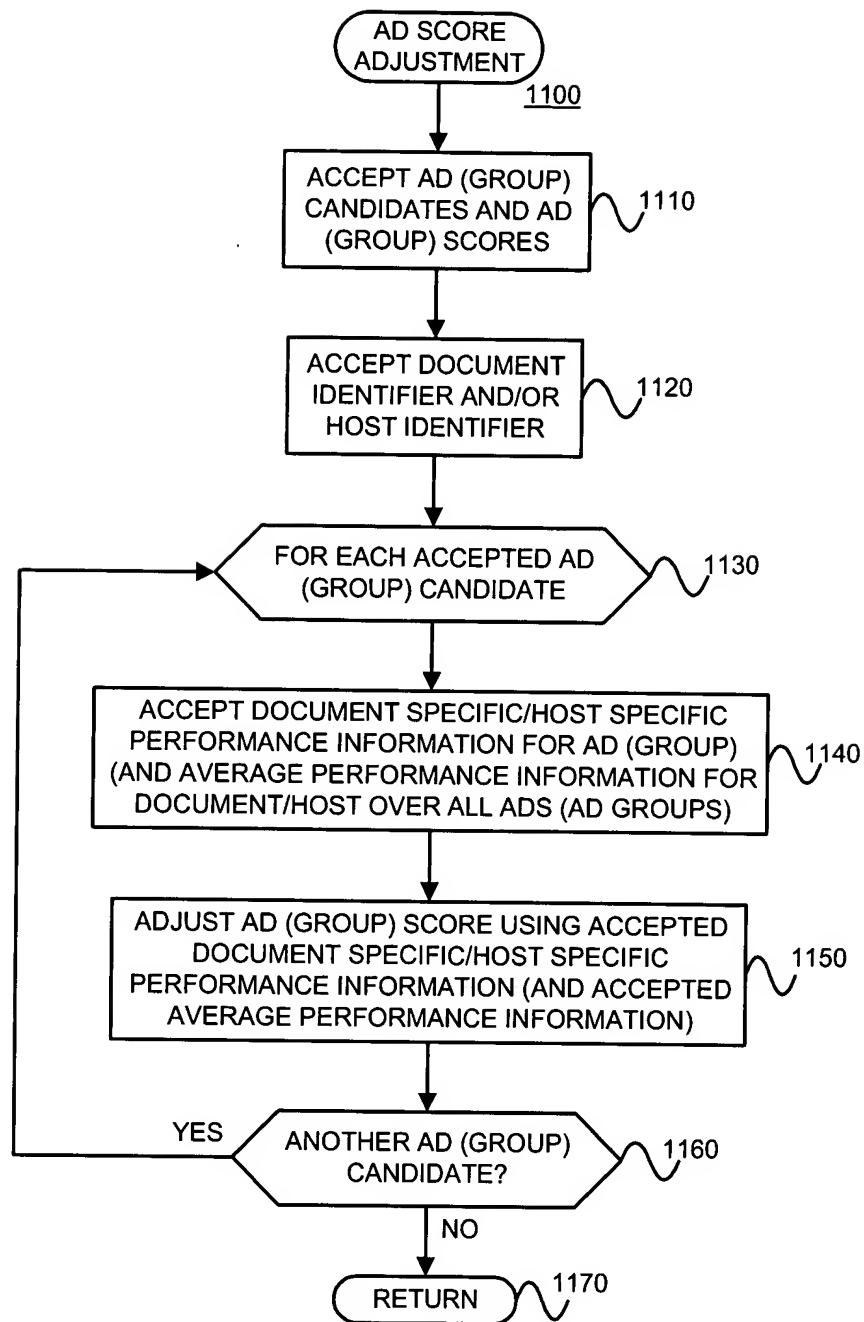 AD SCORE
ADJUSTMENT
1100
ACCEPT AD (GROUP)
CANDIDATES AND AD
(GROUP) SCORES
1110
ACCEPT DOCUMENT
IDENTIFIER AND/OR
HOST IDENTIFIER
1120
FOR EACH ACCEPTED AD
(GROUP) CANDIDATE
1130
ACCEPT DOCUMENT SPECIFIC/HOST SPECIFIC
PERFORMANCE INFORMATION FOR AD (GROUP)
(AND AVERAGE PERFORMANCE INFORMATION FOR
DOCUMENT/HOST OVER ALL ADS (AD GROUPS)
1140
ADJUST AD (GROUP) SCORE USING ACCEPTED
DOCUMENT SPECIFIC/HOST SPECIFIC
PERFORMANCE INFORMATION (AND ACCEPTED
AVERAGE PERFORMANCE INFORMATION)
1150
YES
ANOTHER AD (GROUP)
CANDIDATE?
1160
NO
RETURN
1170